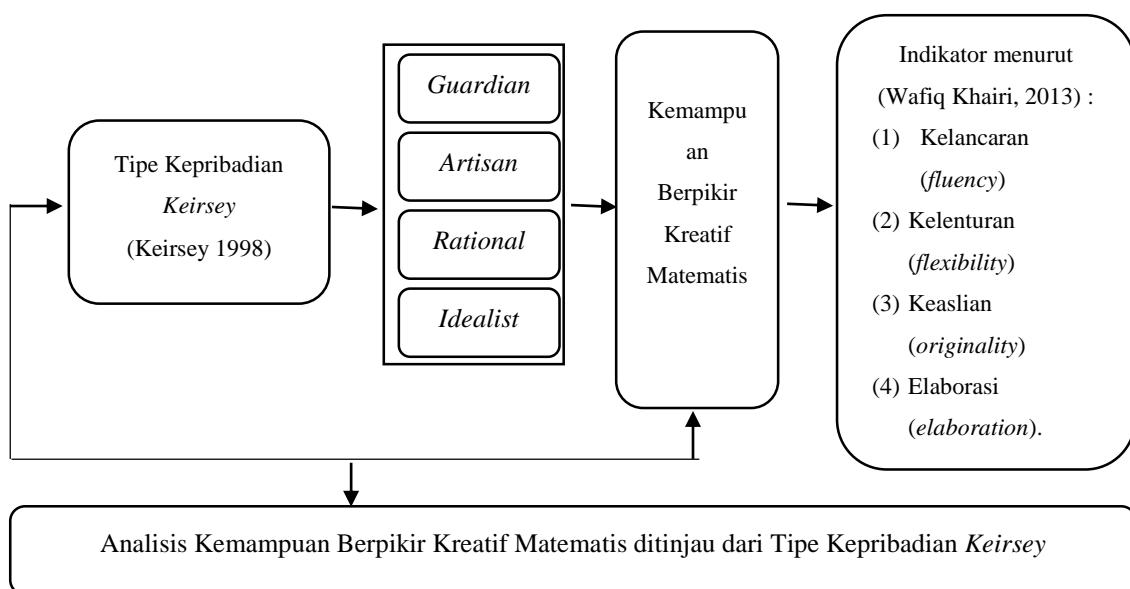 Tipe Kepribadian
Keirsey
(Keirsey 1998)
Guardian
Artisan
Rational
Idealist
Kemampu
an
Berpikir
Kreatif
Matematis
Indikator menurut
(Wafiq Khairi, 2013) :
(1) Kelancaran
(fluency)
(2) Kelenturan
(flexibility)
(3) Keaslian
(originality)
(4) Elaborasi
(elaboration).
Analisis Kemampuan Berpikir Kreatif Matematis ditinjau dari Tipe Kepribadian Keirsey